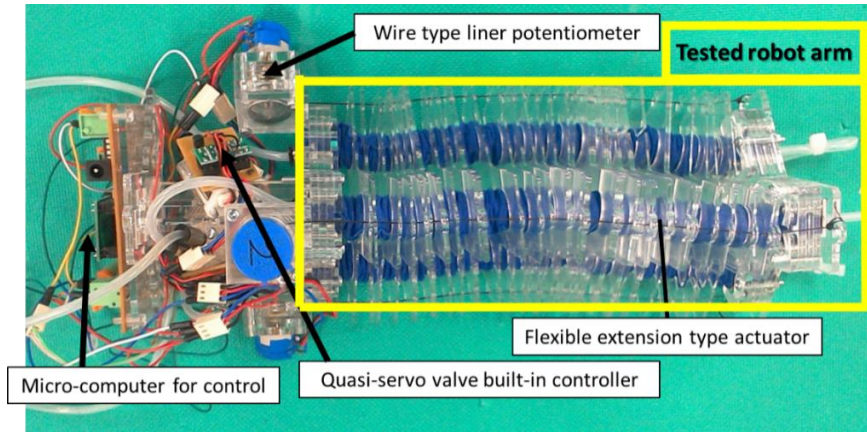 Wire type liner potentiometer
Tested robot arm
2
Flexible extension type actuator
Quasi-servo valve built-in controller
Micro-computer for control